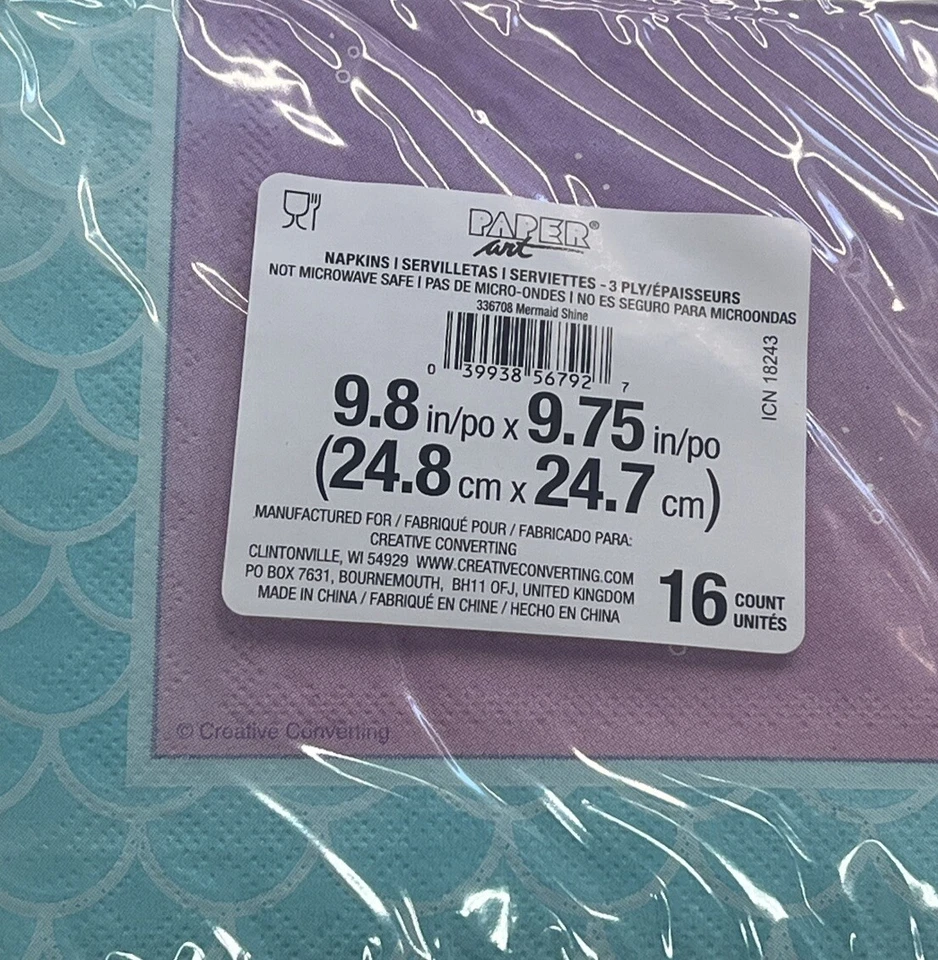 PAPER®
art
NAPKINS | SERVILLETAS | SERVIETTES - 3 PLY/ÉPAISSEURS
NOT MICROWAVE SAFE | PAS DE MICRO-ONDES | NO ES SEGURO PARA MICROONDAS
336708 Mermaid Shine
0 39938 56792 7
ICN 18243
9.8 in/po x 9.75 in/po
(24.8 cm x 24.7 cm)
MANUFACTURED FOR / FABRIQUÉ POUR / FABRICADO PARA:
CREATIVE CONVERTING
CLINTONVILLE, WI 54929 WWW.CREATIVECONVERTING.COM
PO BOX 7631, BOURNEMOUTH, BH11 OFJ, UNITED KINGDOM
MADE IN CHINA / FABRIQUÉ EN CHINE / HECHO EN CHINA
16 COUNT
UNITÉS
© Creative Converting